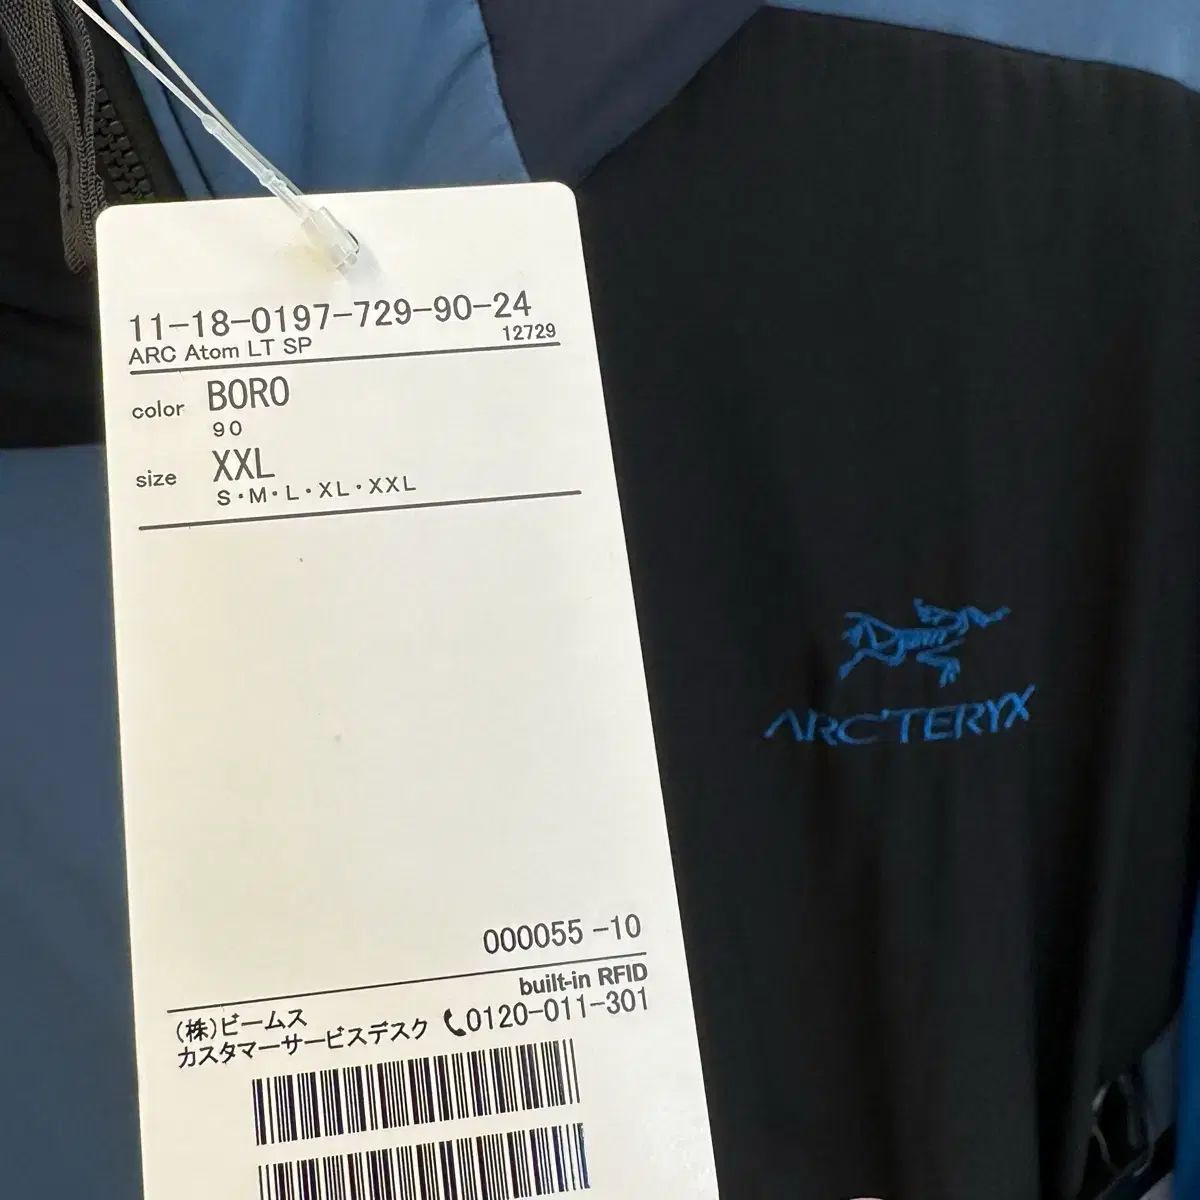 11-18-0197-729-90-24
ARC Atom LT SP
12729
color BORO
90
size XXL
S・M・L・XL・XXL
000055 -10
built-in RFID
(株)ビームス
カスタマーサービスデスク 0120-011-301
ARC'TERYX